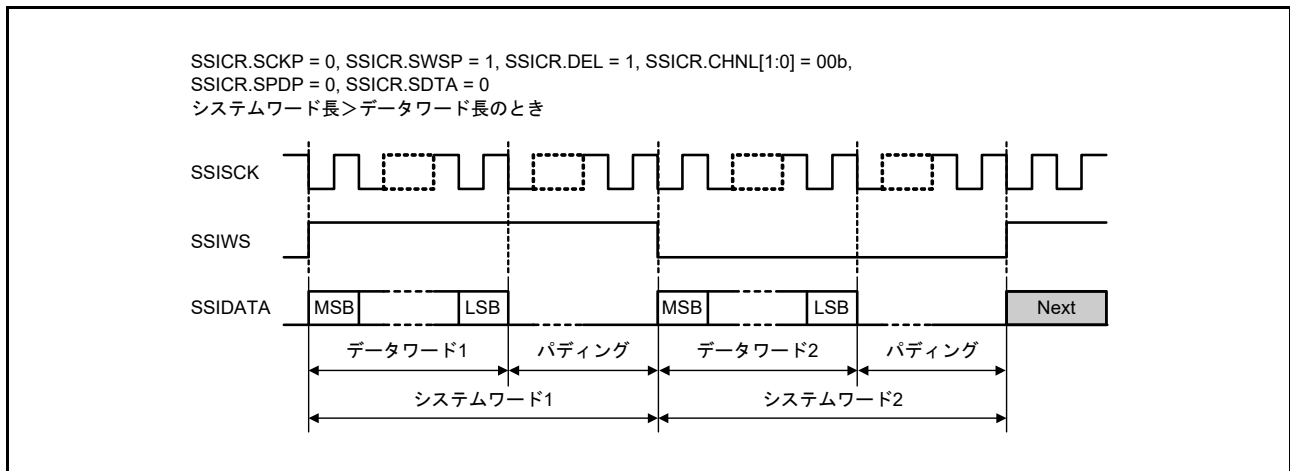 SSICR.SCKP = 0, SSICR.SWSP = 1, SSICR.DEL = 1, SSICR.CHNL[1:0] = 00b,
SSICR.SPDP = 0, SSICR.SDTA = 0
システムワード長＞データワード長のとき
SSISCK
SSIWS
SSIDATA MSB LSB MSB LSB Next
データワード1 パディング データワード2 パディング
システムワード1 システムワード2